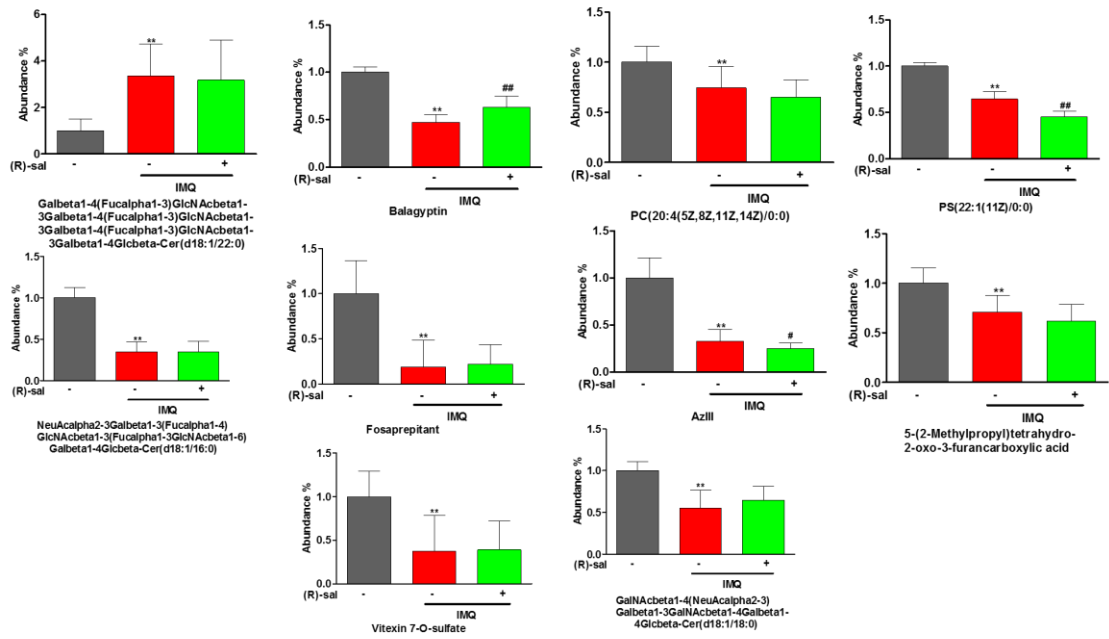 Abundance %
6
4
2
0
**
(R)-sal - - +
IMQ
Galbeta1-4(Fucalpha1-3)GlcNAcbeta1-
3Galbeta1-4(Fucalpha1-3)GlcNAcbeta1-
3Galbeta1-4(Fucalpha1-3)GlcNAcbeta1-
3Galbeta1-4Glcbeta-Cer(d18:1/22:0)
Abundance %
1.5
1.0
0.5
0.0
**
##
(R)-sal - - +
IMQ
Balagyptin
Abundance %
1.5
1.0
0.5
0.0
**
(R)-sal - - +
IMQ
PC(20:4(5Z,8Z,11Z,14Z)/0:0)
Abundance %
1.5
1.0
0.5
0.0
**
##
(R)-sal - - +
IMQ
PS(22:1(11Z)/0:0)
Abundance %
1.5
1.0
0.5
0.0
**
(R)-sal - - +
IMQ
NeuAcalpha2-3Galbeta1-3(Fucalpha1-4)
GlcNAcbeta1-3(Fucalpha1-3GlcNAcbeta1-6)
Galbeta1-4Glcbeta-Cer(d18:1/16:0)
Abundance %
1.5
1.0
0.5
0.0
**
(R)-sal - - +
IMQ
Fosaprepitant
Abundance %
1.5
1.0
0.5
0.0
**
#
(R)-sal - - +
IMQ
AzIII
Abundance %
1.5
1.0
0.5
0.0
**
(R)-sal - - +
IMQ
5-(2-Methylpropyl)tetrahydro-
2-oxo-3-furancarboxylic acid
Abundance %
1.5
1.0
0.5
0.0
**
(R)-sal - - +
IMQ
Vitexin 7-O-sulfate
Abundance %
1.5
1.0
0.5
0.0
**
(R)-sal - - +
IMQ
GalNAcbeta1-4(NeuAcalpha2-3)
Galbeta1-3GalNAcbeta1-4Galbeta1-
4Glcbeta-Cer(d18:1/18:0)